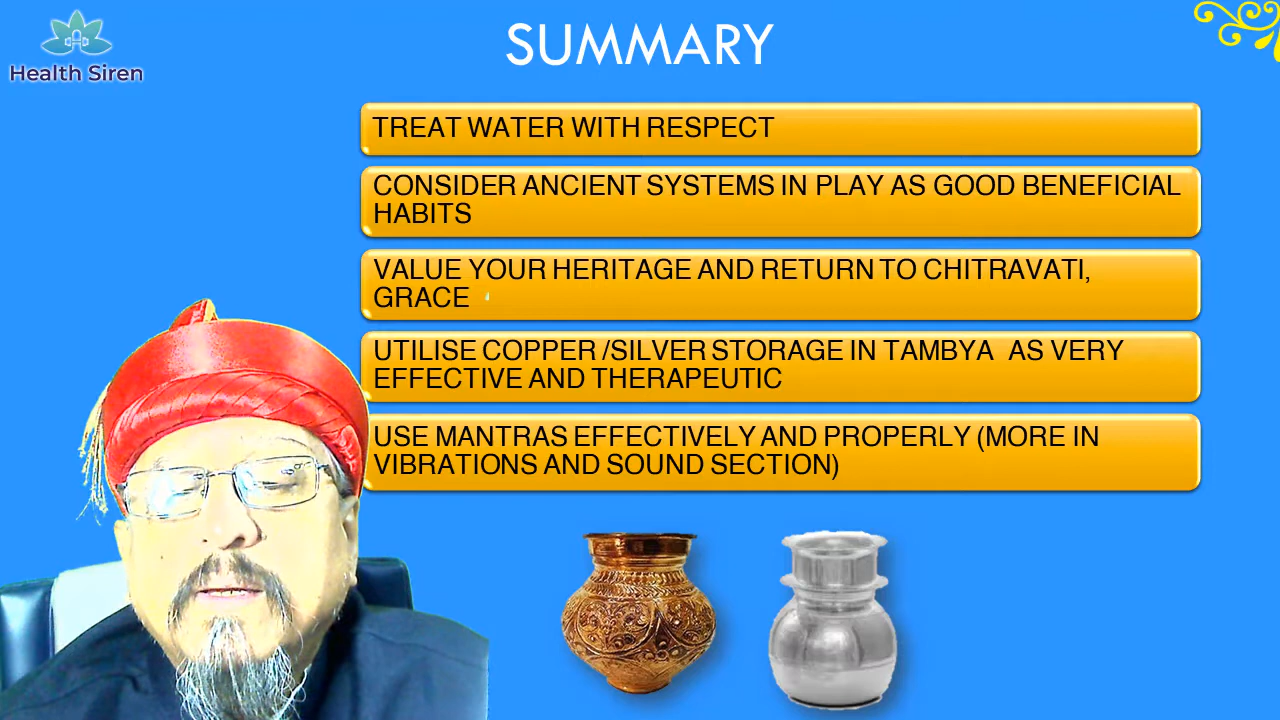 Health Siren
SUMMARY
TREAT WATER WITH RESPECT
CONSIDER ANCIENT SYSTEMS IN PLAY AS GOOD BENEFICIAL
HABITS
VALUE YOUR HERITAGE AND RETURN TO CHITRAVATI,
GRACE
UTILISE COPPER /SILVER STORAGE IN TAMBYA AS VERY
EFFECTIVE AND THERAPEUTIC
USE MANTRAS EFFECTIVELY AND PROPERLY (MORE IN
VIBRATIONS AND SOUND SECTION)